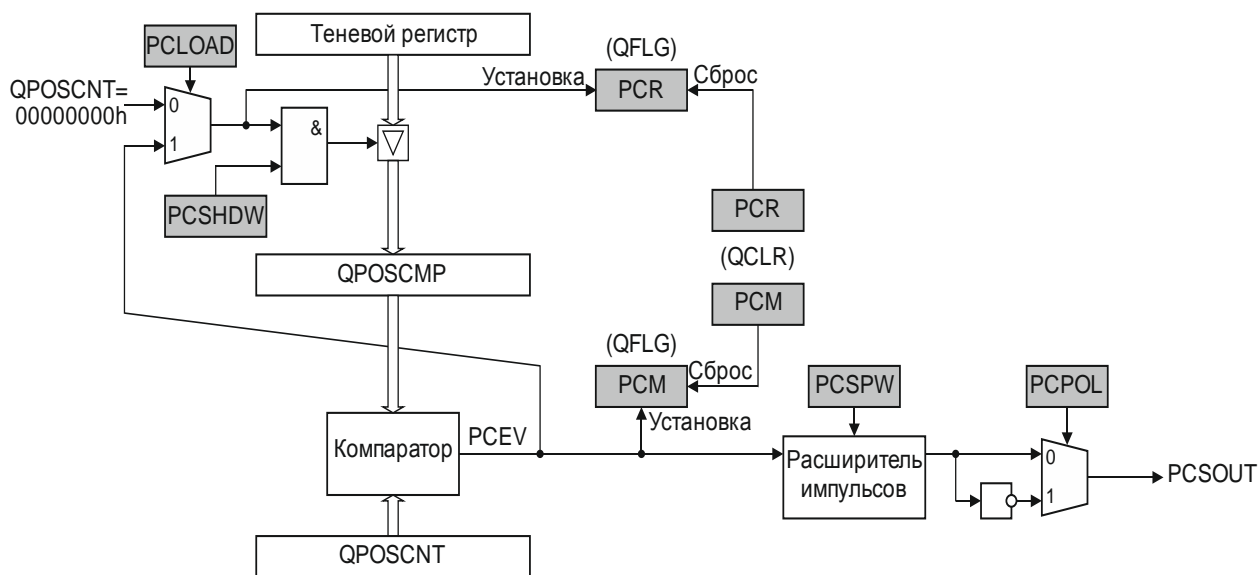 Теневой регистр
PCLOAD
(QFLG)
Установка
PCR
Сброс
QPOSCNT=
00000000h
0
1
&
PCSHDW
PCR
(QCLR)
QPOSCMP
PCM
(QFLG)
PCM
Сброс
PCSPW
PCPOL
Установка
Компаратор
PCEV
Расширитель
импульсов
0
1
PCSOUT
QPOSCNT